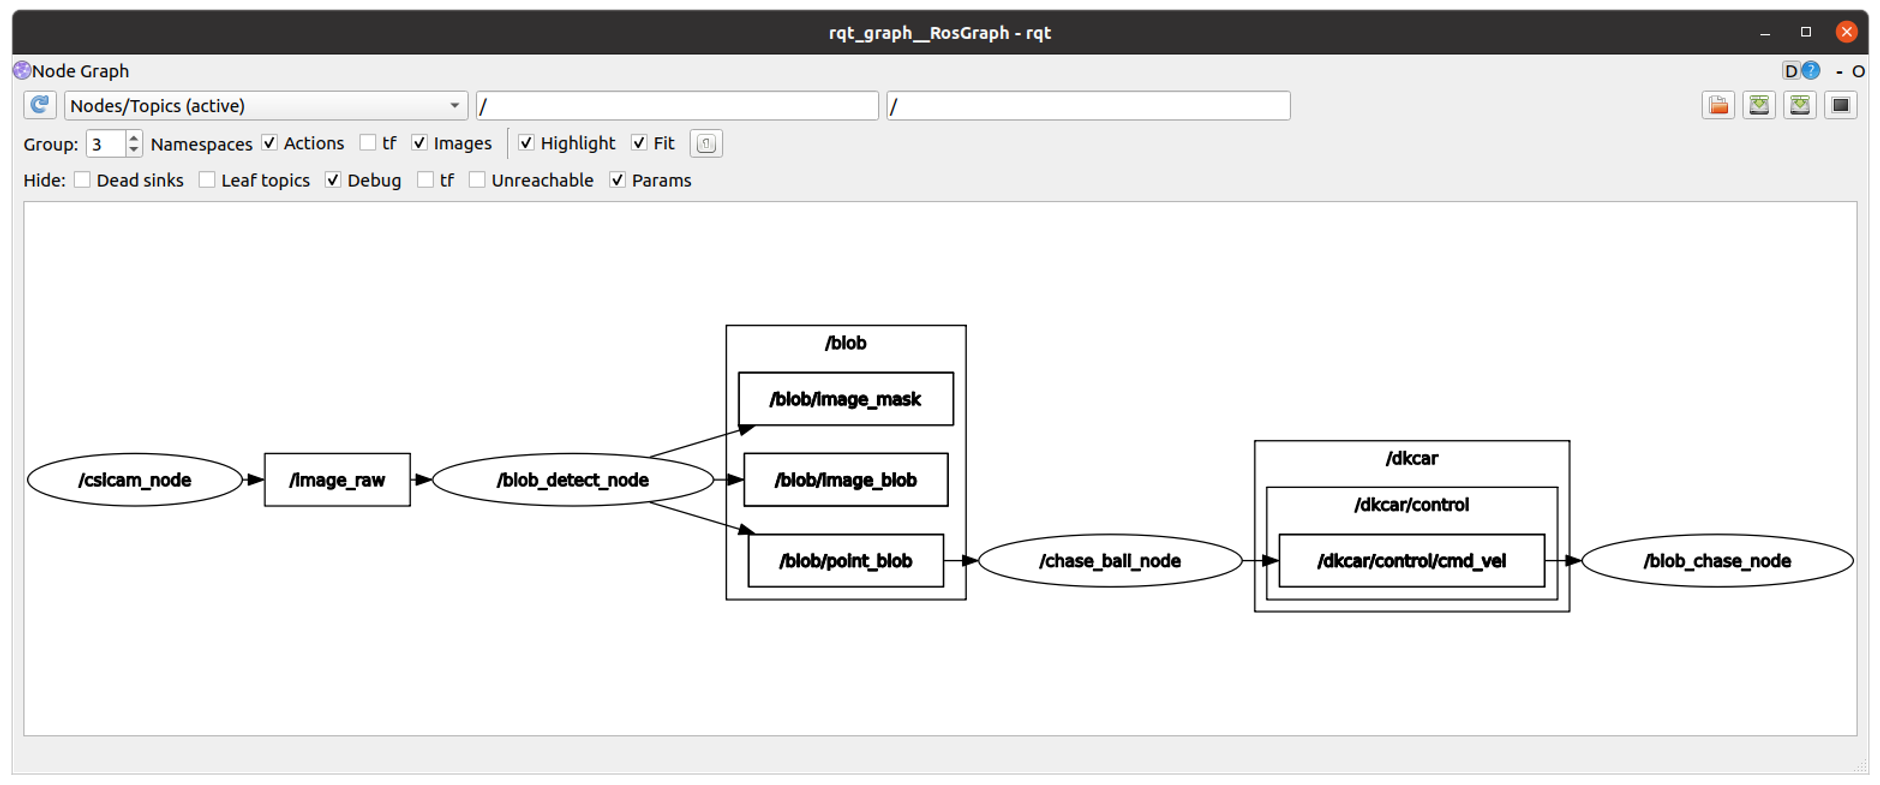 rqt_graph__RosGraph - rqt
Node Graph
D ? - O
Nodes/Topics (active) / /
Group: 3 Namespaces Actions tf Images Highlight Fit
Hide: Dead sinks Leaf topics Debug tf Unreachable Params
/blob
/blob/image_mask
/csicam_node /image_raw /blob_detect_node /blob/image_blob
/dkcar
/dkcar/control
/blob/point_blob /chase_ball_node /dkcar/control/cmd_vel /blob_chase_node